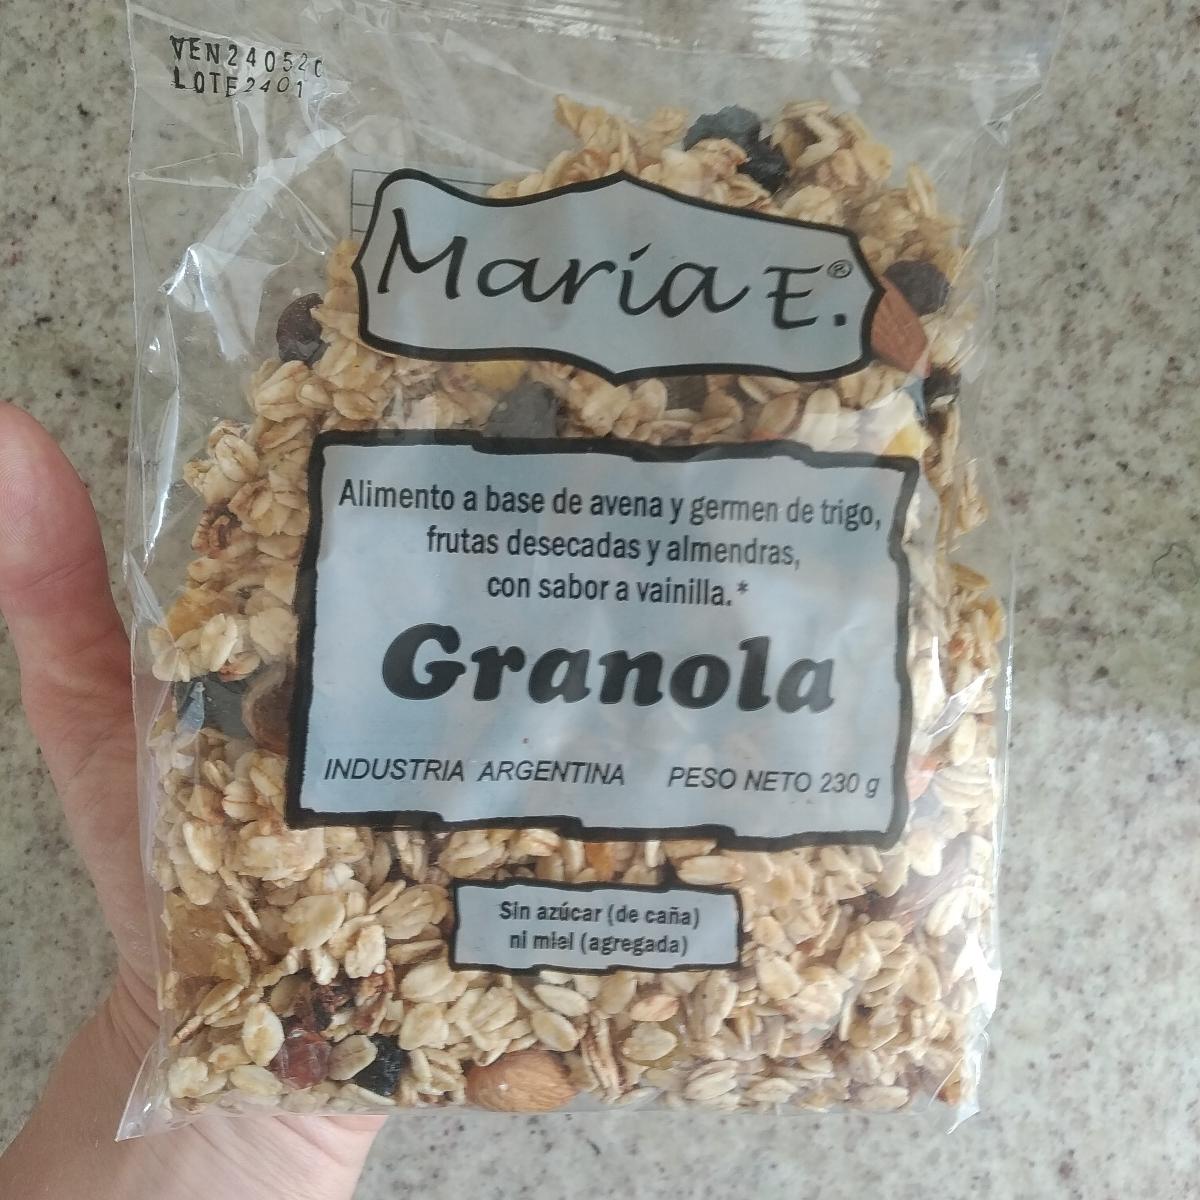 VEN240520
LOTE2401
María E.®
Alimento a base de avena y germen de trigo,
frutas desecadas y almendras,
con sabor a vainilla.*
Granola
INDUSTRIA ARGENTINA PESO NETO 230 g
Sin azúcar (de caña)
ni miel (agregada)